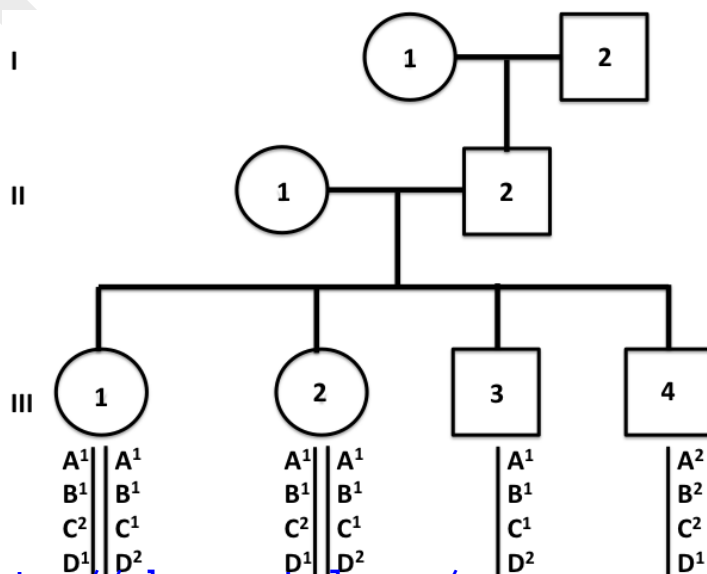 I 1 2
II 1 2
III 1 2 3 4
A¹ A¹ A¹ A¹ A¹ A²
B¹ B¹ B¹ B¹ B¹ B²
C² C¹ C² C¹ C¹ C²
D¹ D² D¹ D² D² D¹